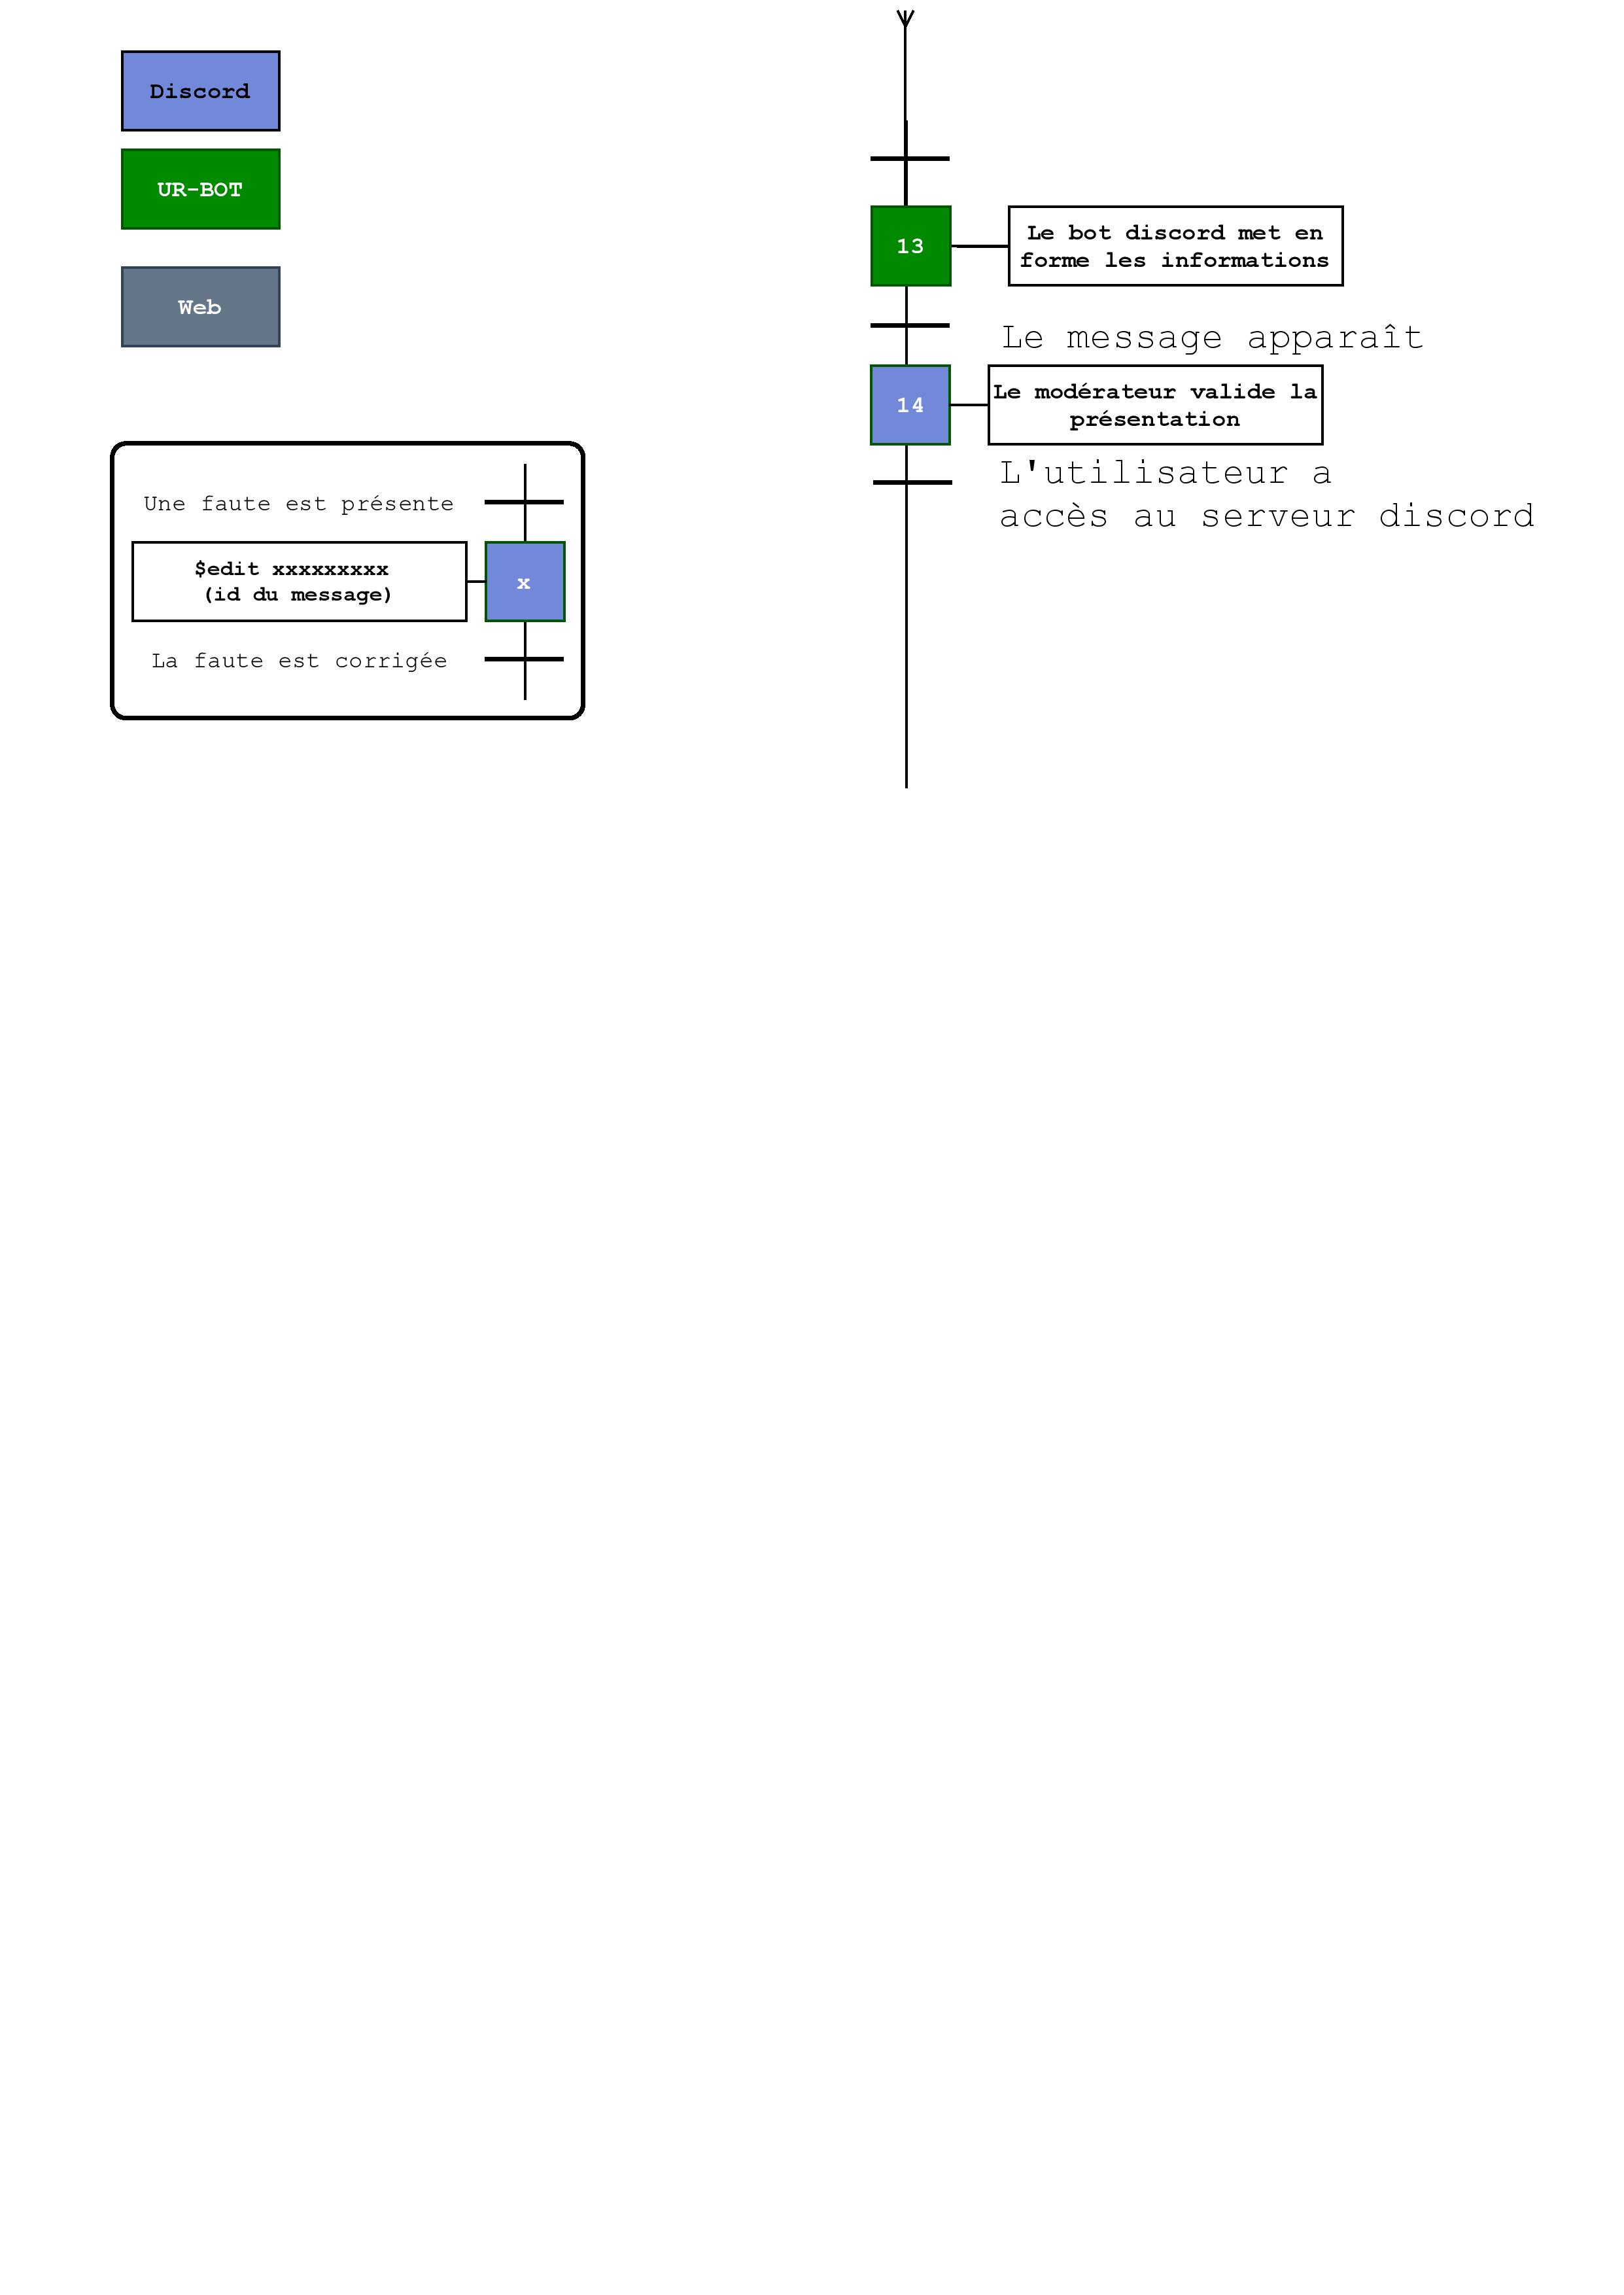 Discord
UR-BOT
Web
Une faute est présente
$edit xxxxxxxxx
(id du message)
x
La faute est corrigée
13
Le bot discord met en
forme les informations
Le message apparaît
14
Le modérateur valide la
présentation
L'utilisateur a
accès au serveur discord